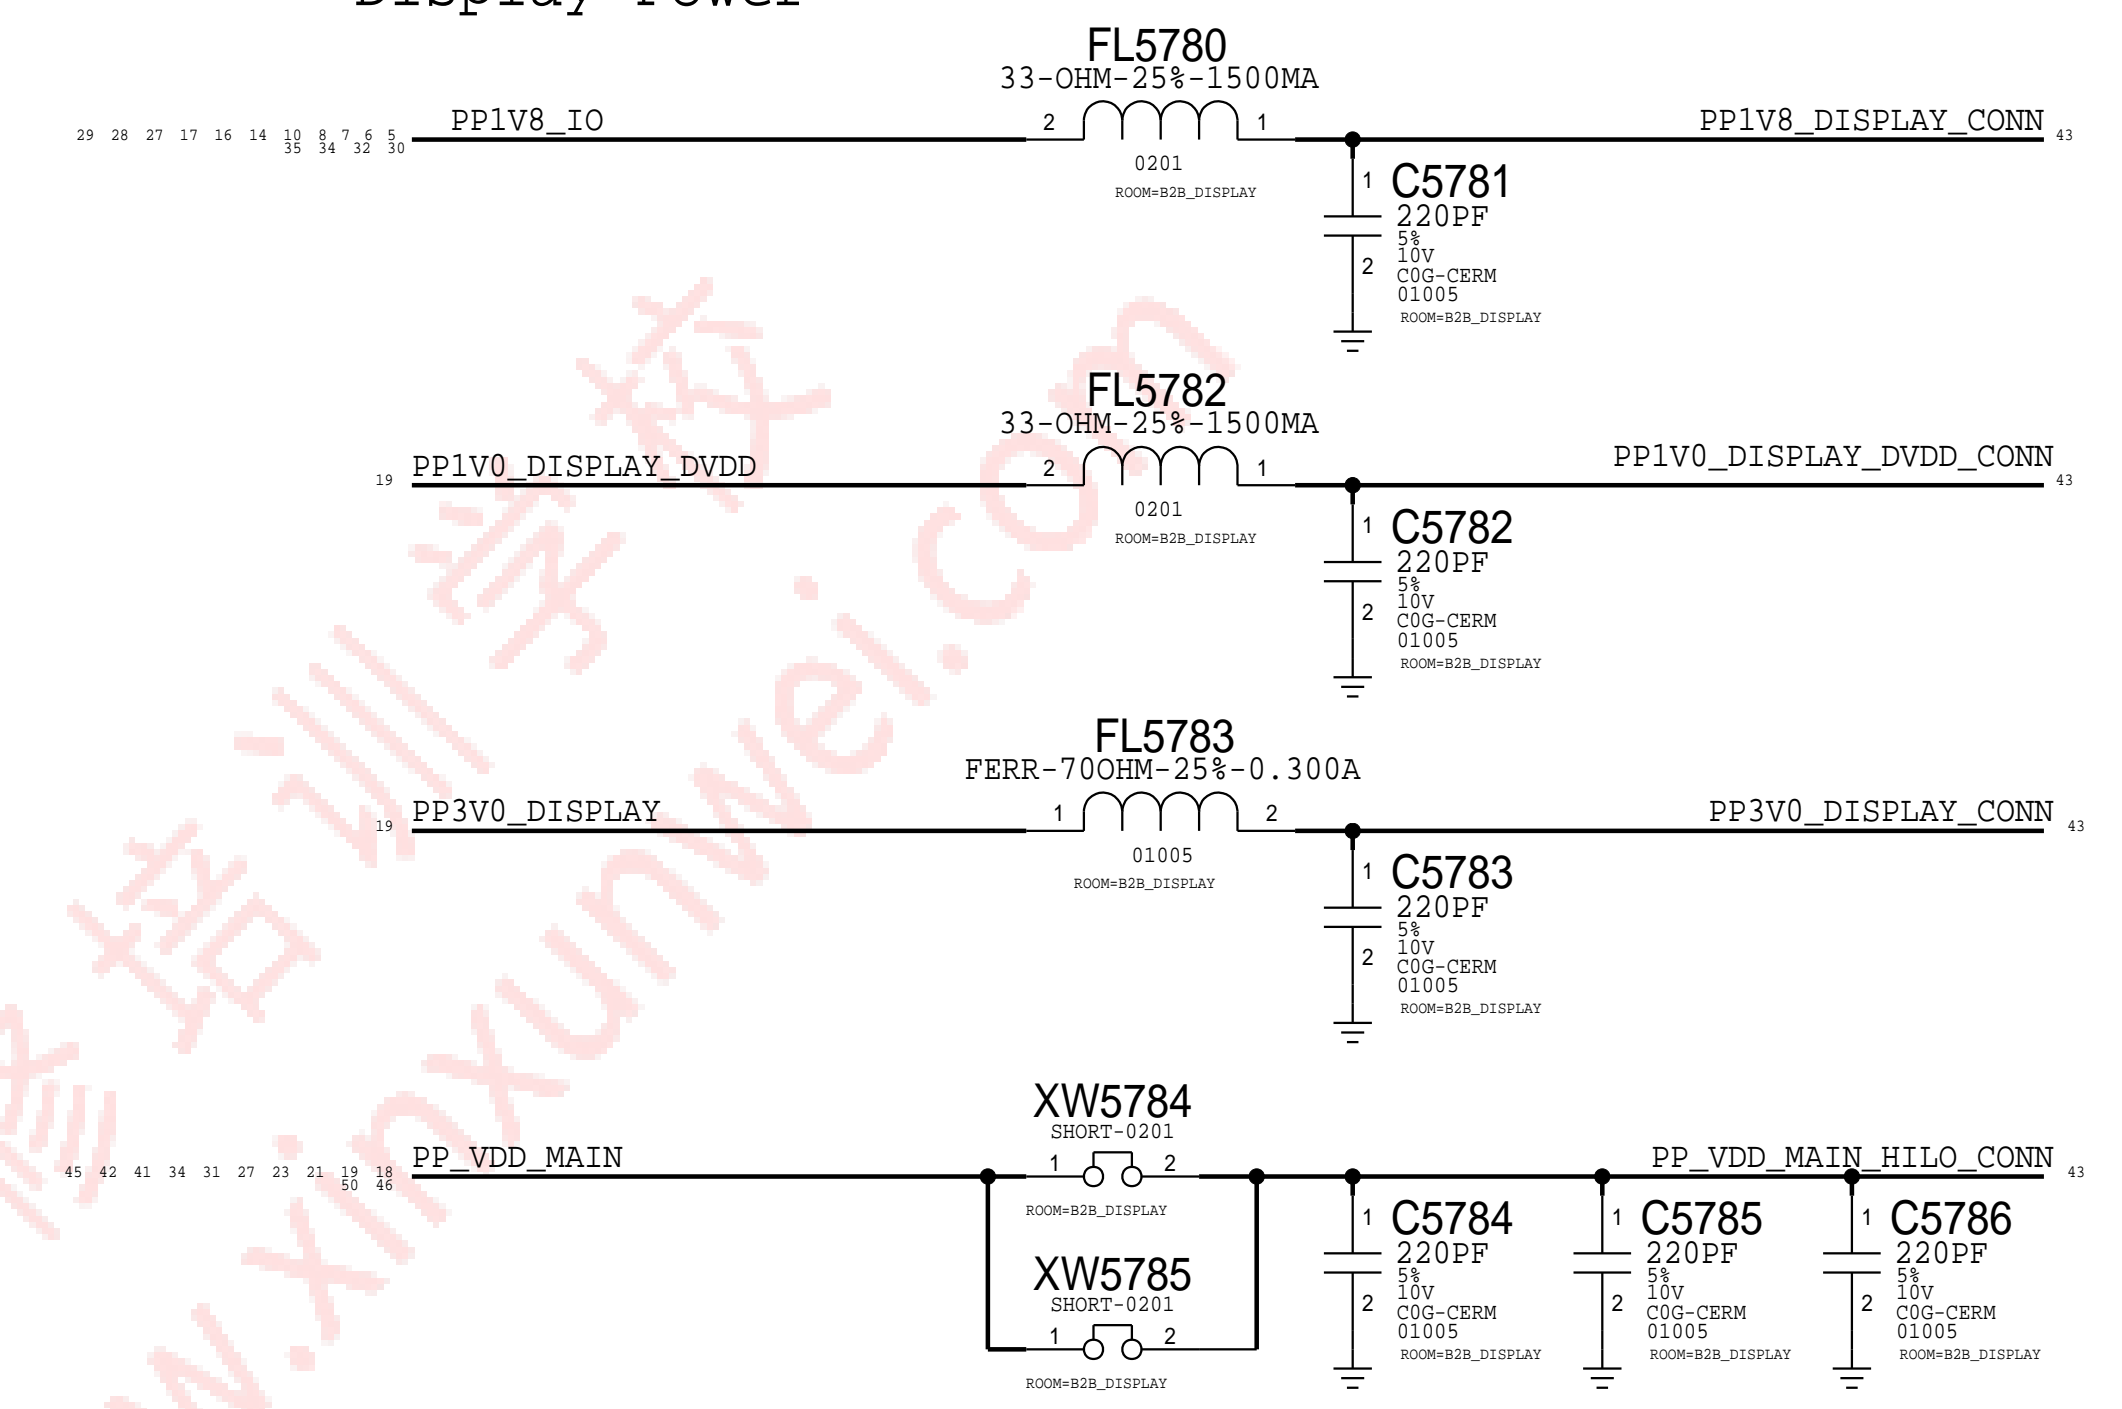 Display Power
FL5780
33-OHM-25%-1500MA
29 28 27 17 16 14 10 8 7 6 5
35 34 32 30
PP1V8_IO
2
1
PP1V8_DISPLAY_CONN
43
0201
ROOM=B2B_DISPLAY
1
C5781
220PF
5%
10V
2
C0G-CERM
01005
ROOM=B2B_DISPLAY
FL5782
33-OHM-25%-1500MA
19
PP1V0_DISPLAY_DVDD
2
1
PP1V0_DISPLAY_DVDD_CONN
43
0201
ROOM=B2B_DISPLAY
1
C5782
220PF
5%
10V
2
C0G-CERM
01005
ROOM=B2B_DISPLAY
FL5783
FERR-70OHM-25%-0.300A
19
PP3V0_DISPLAY
1
2
PP3V0_DISPLAY_CONN
43
01005
ROOM=B2B_DISPLAY
1
C5783
220PF
5%
10V
2
C0G-CERM
01005
ROOM=B2B_DISPLAY
XW5784
SHORT-0201
45 42 41 34 31 27 23 21 19 18
50 46
PP_VDD_MAIN
1
2
PP_VDD_MAIN_HILO_CONN
43
ROOM=B2B_DISPLAY
XW5785
SHORT-0201
1
2
ROOM=B2B_DISPLAY
1
C5784
220PF
5%
10V
2
C0G-CERM
01005
ROOM=B2B_DISPLAY
1
C5785
220PF
5%
10V
2
C0G-CERM
01005
ROOM=B2B_DISPLAY
1
C5786
220PF
5%
10V
2
C0G-CERM
01005
ROOM=B2B_DISPLAY
修培训学校
w.xinxunwei.com